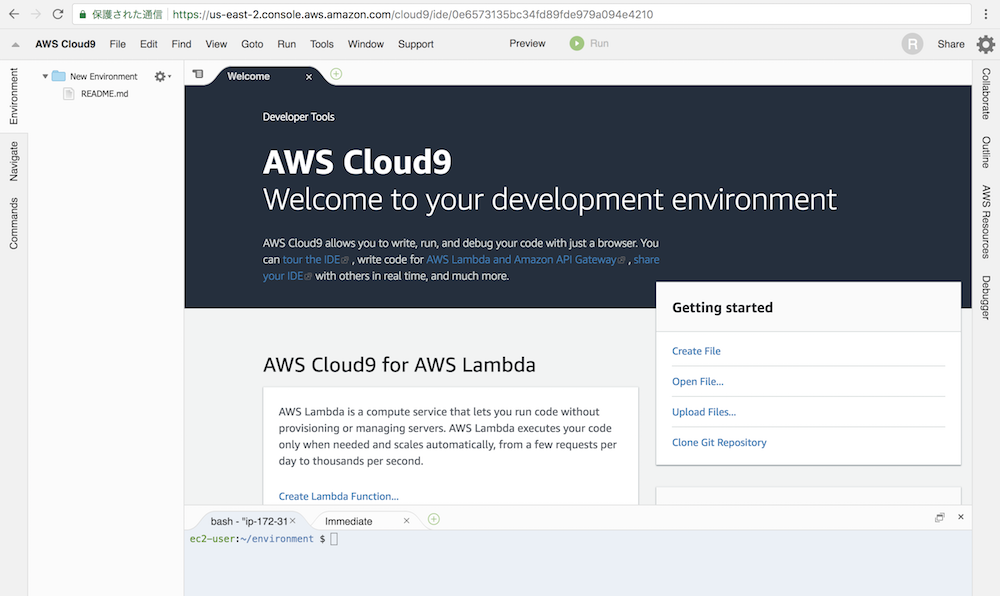 保護された通信 https://us-east-2.console.aws.amazon.com/cloud9/ide/0e6573135bc34fd89fde979a094e4210
AWS Cloud9 File Edit Find View Goto Run Tools Window Support Preview Run R Share
Environment
Navigate
Commands
New Environment
README.md
Welcome
Developer Tools
AWS Cloud9
Welcome to your development environment
AWS Cloud9 allows you to write, run, and debug your code with just a browser. You
can tour the IDE , write code for AWS Lambda and Amazon API Gateway , share
your IDE with others in real time, and much more.
Getting started
Create File
Open File...
Upload Files...
Clone Git Repository
AWS Cloud9 for AWS Lambda
AWS Lambda is a compute service that lets you run code without
provisioning or managing servers. AWS Lambda executes your code
only when needed and scales automatically, from a few requests per
day to thousands per second.
Create Lambda Function...
bash - "ip-172-31 Immediate
ec2-user:~/environment $
Collaborate
Outline
AWS Resources
Debugger